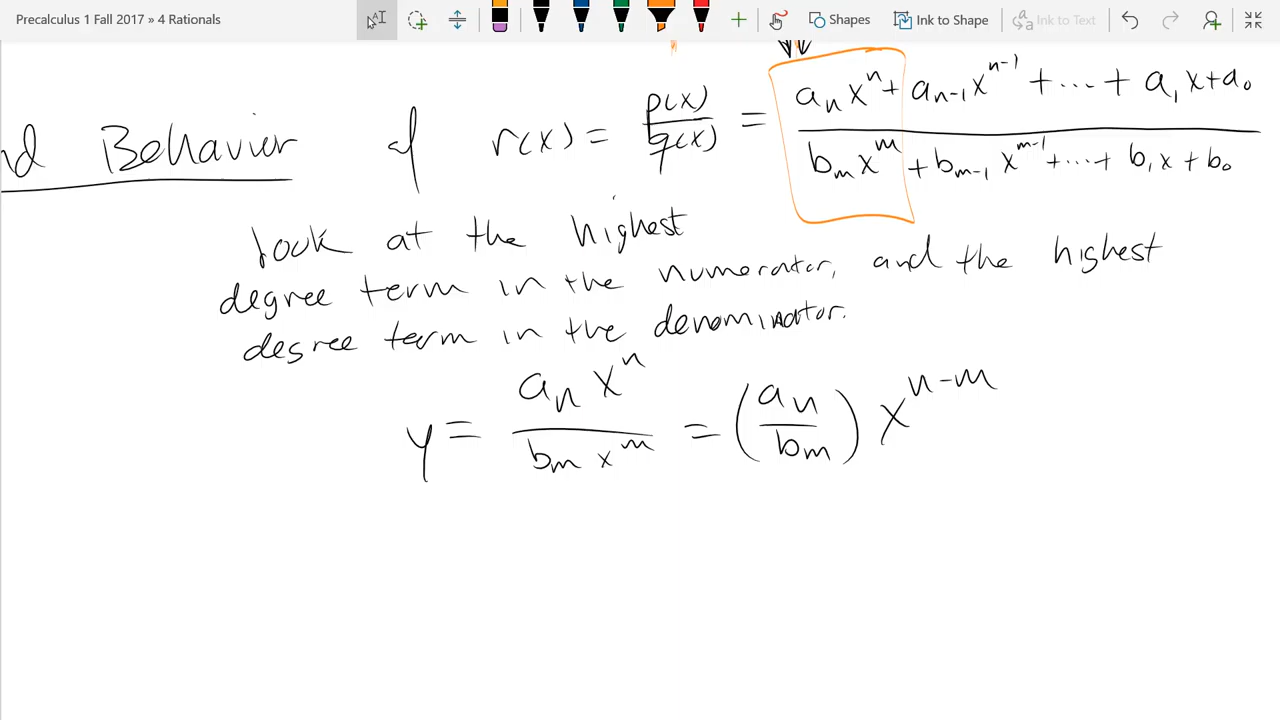 Precalculus 1 Fall 2017 » 4 Rationals
Shapes
Ink to Shape
Ink to Text
nd Behavior of r(x) = p(x)/q(x) = (aₙxⁿ + aₙ₋₁xⁿ⁻¹ + ... + a₁x + a₀)/(bₘxᵐ + bₘ₋₁xᵐ⁻¹ + ... + b₁x + b₀)
Look at the highest
degree term in the numerator, and the highest
degree term in the denominator.
y = aₙxⁿ/bₘxᵐ = (aₙ/bₘ) xⁿ⁻ᵐ